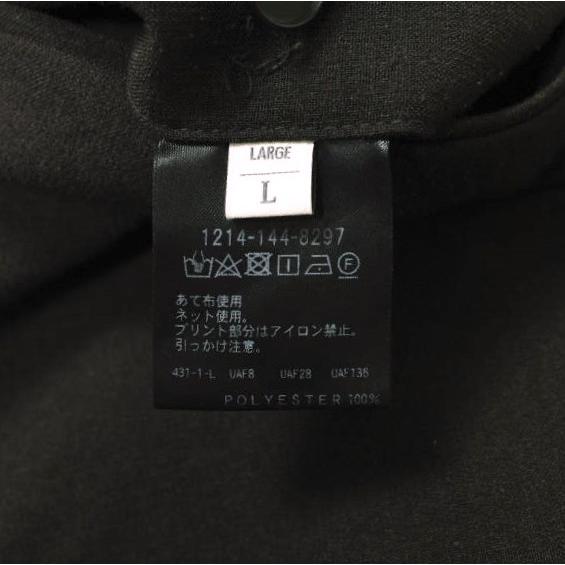 LARGE
L
1214-144-8297
F
あて布使用
ネット使用。
プリント部分はアイロン禁止。
引っかけ注意。
431-1-L UAF8 UAF28 UAF136
POLYESTER 100%